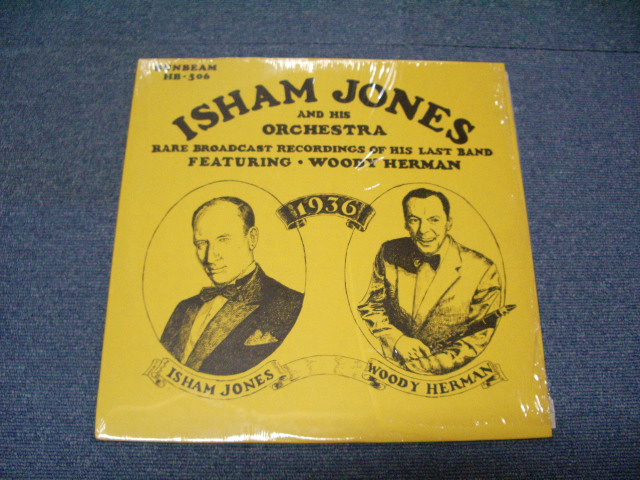 HB-306
ISHAM JONES
AND HIS
ORCHESTRA
RARE BROADCAST RECORDINGS OF HIS LAST BAND
FEATURING · WOODY HERMAN
1936
ISHAM JONES
WOODY HERMAN